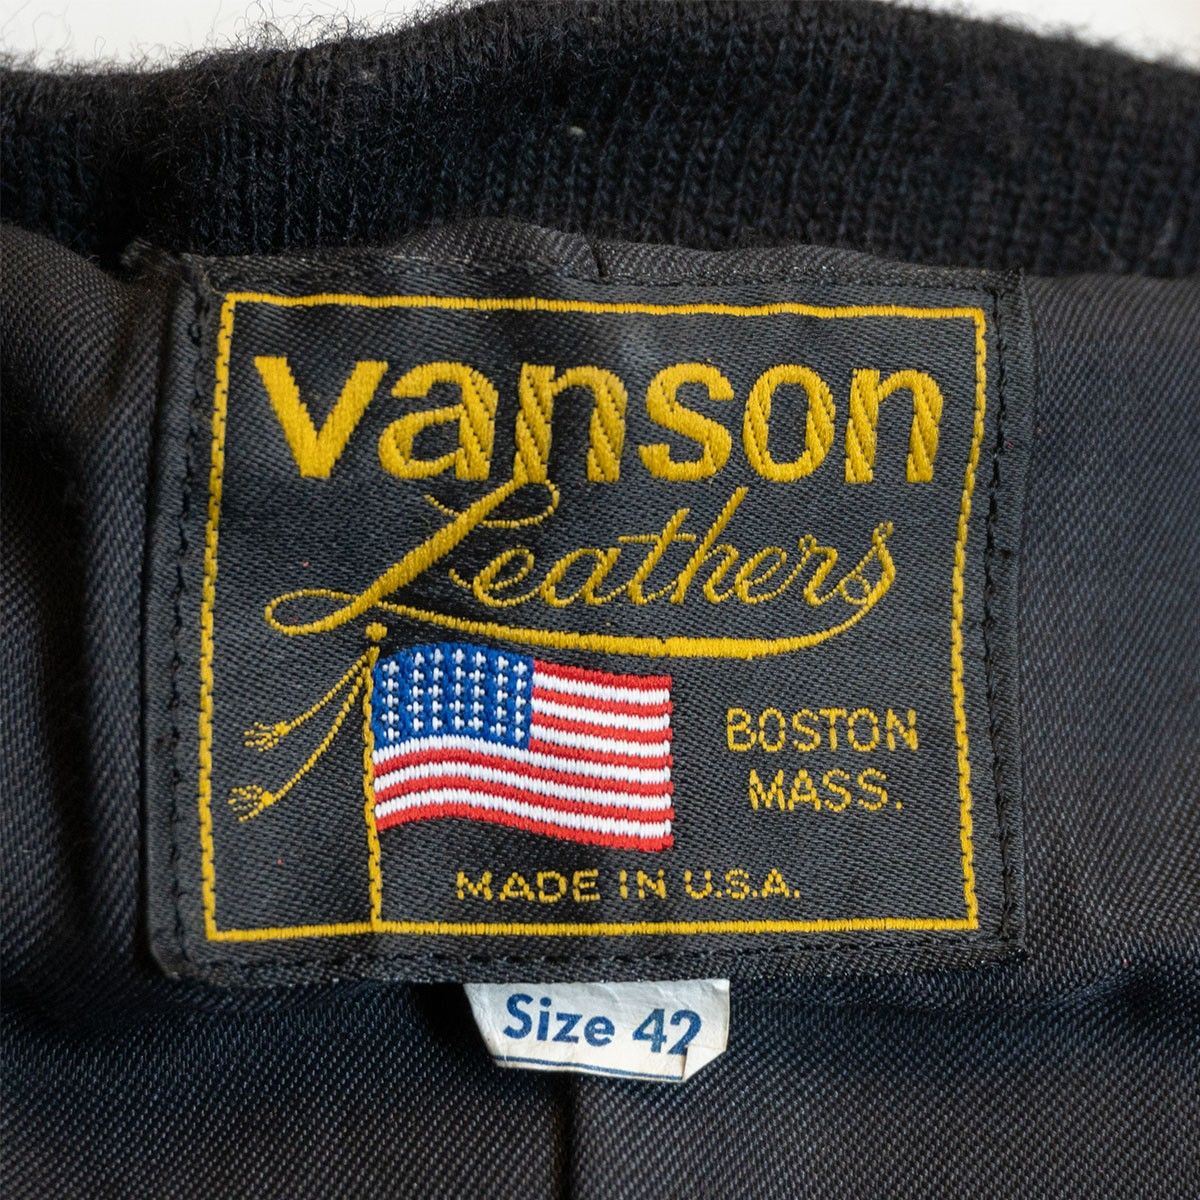 vanson
Leathers
BOSTON
MASS.
MADE IN U.S.A.
Size 42